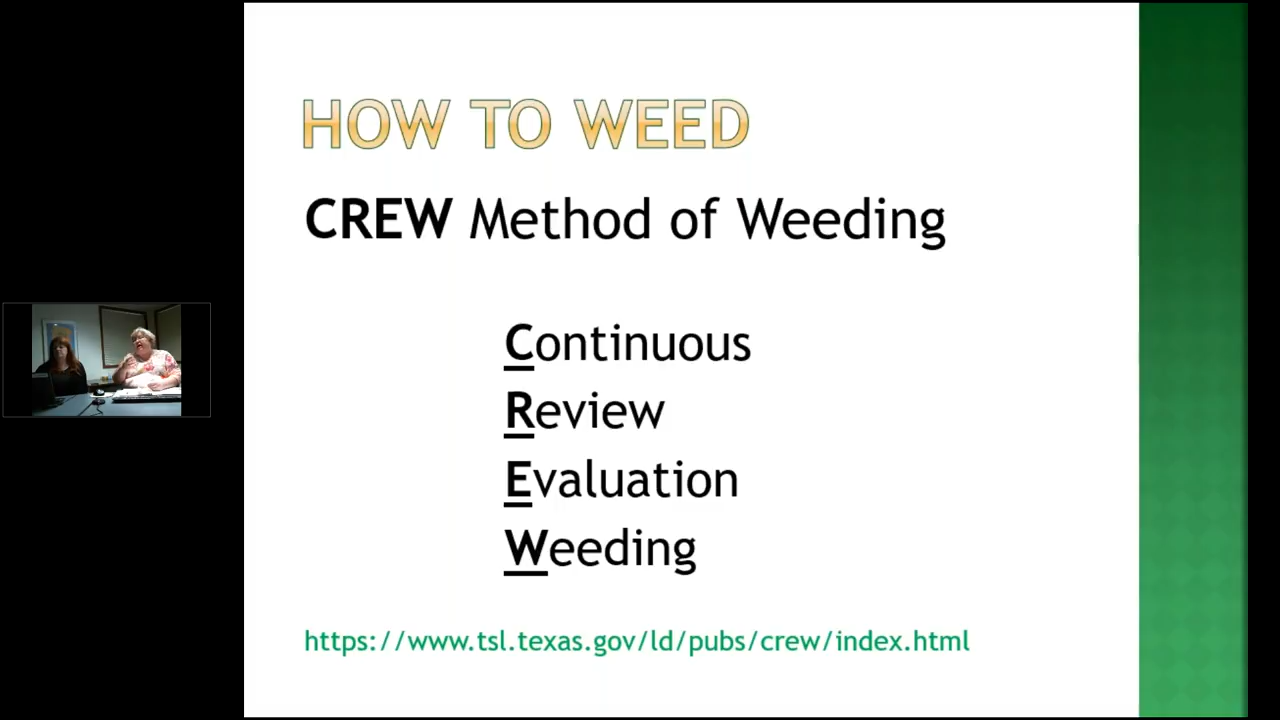 HOW TO WEED
CREW Method of Weeding
Continuous
Review
Evaluation
Weeding
https://www.tsl.texas.gov/ld/pubs/crew/index.html